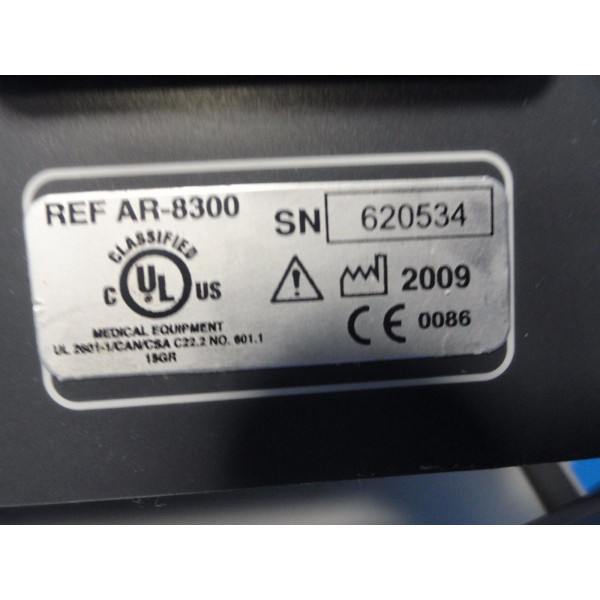 REF AR-8300
SN 620534
CLASSIFIED
C UL US
MEDICAL EQUIPMENT
UL 2601-1/CAN/CSA C22.2 NO. 601.1
18GR
2009
CE 0086